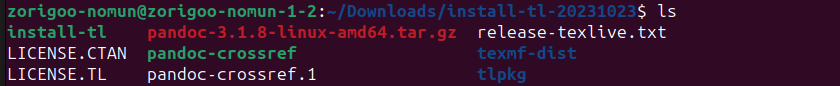 zorigoo-nomun@zorigoo-nomun-1-2:~/Downloads/install-tl-20231023$ ls
install-tl pandoc-3.1.8-linux-amd64.tar.gz release-texlive.txt
LICENSE.CTAN pandoc-crossref texmf-dist
LICENSE.TL pandoc-crossref.1 tlpkg